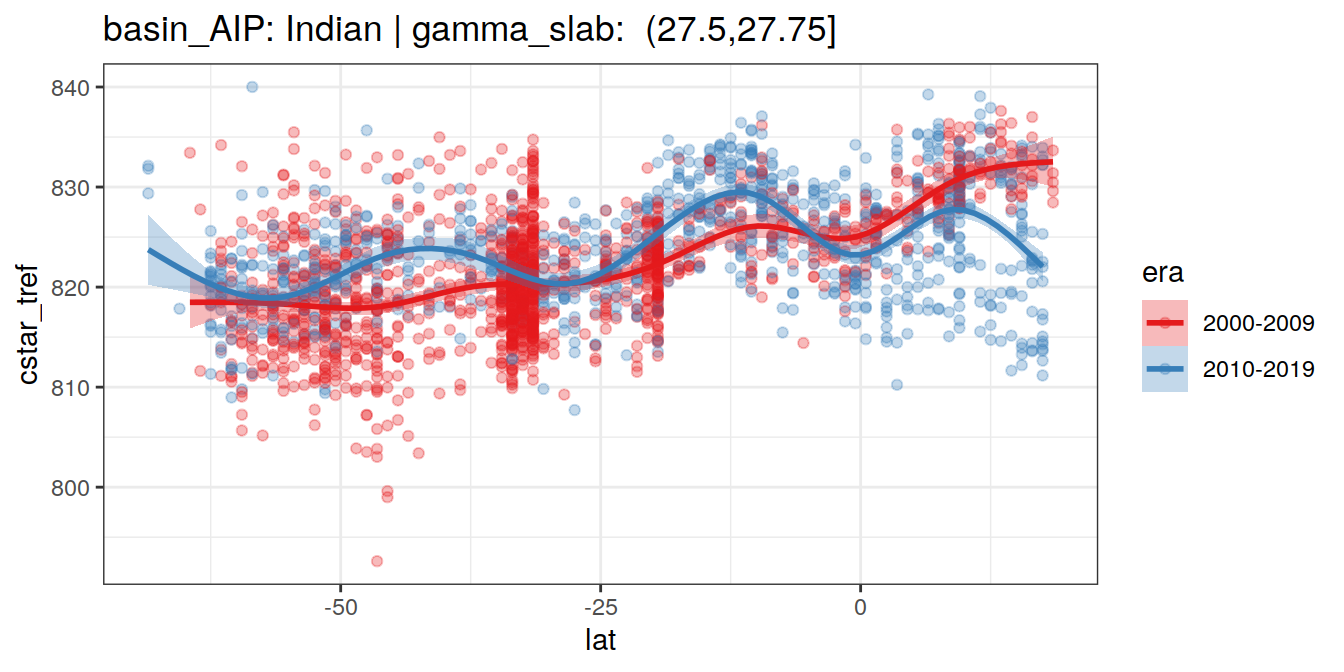 basin_AIP: Indian | gamma_slab:  (27.5,27.75]
840
830
820
810
800
cstar_tref
-50
-25
0
lat
era
2000-2009
2010-2019